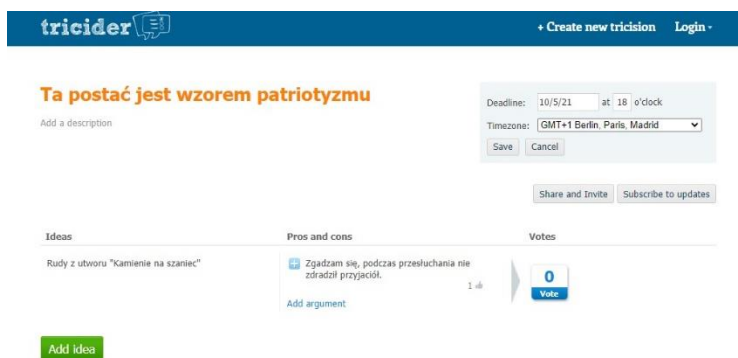 tricider
+ Create new tricision Login
Ta postać jest wzorem patriotyzmu
Add a description
Deadline: 10/5/21 at 18 o'clock
Timezone: GMT+1 Berlin, Paris, Madrid
Save Cancel
Share and Invite Subscribe to updates
Ideas Pros and cons Votes
Rudy z utworu "Kamienie na szaniec"
Zgadzam się, podczas przesłuchania nie
zdradził przyjaciół.
1
Add argument
0
Vote
Add idea